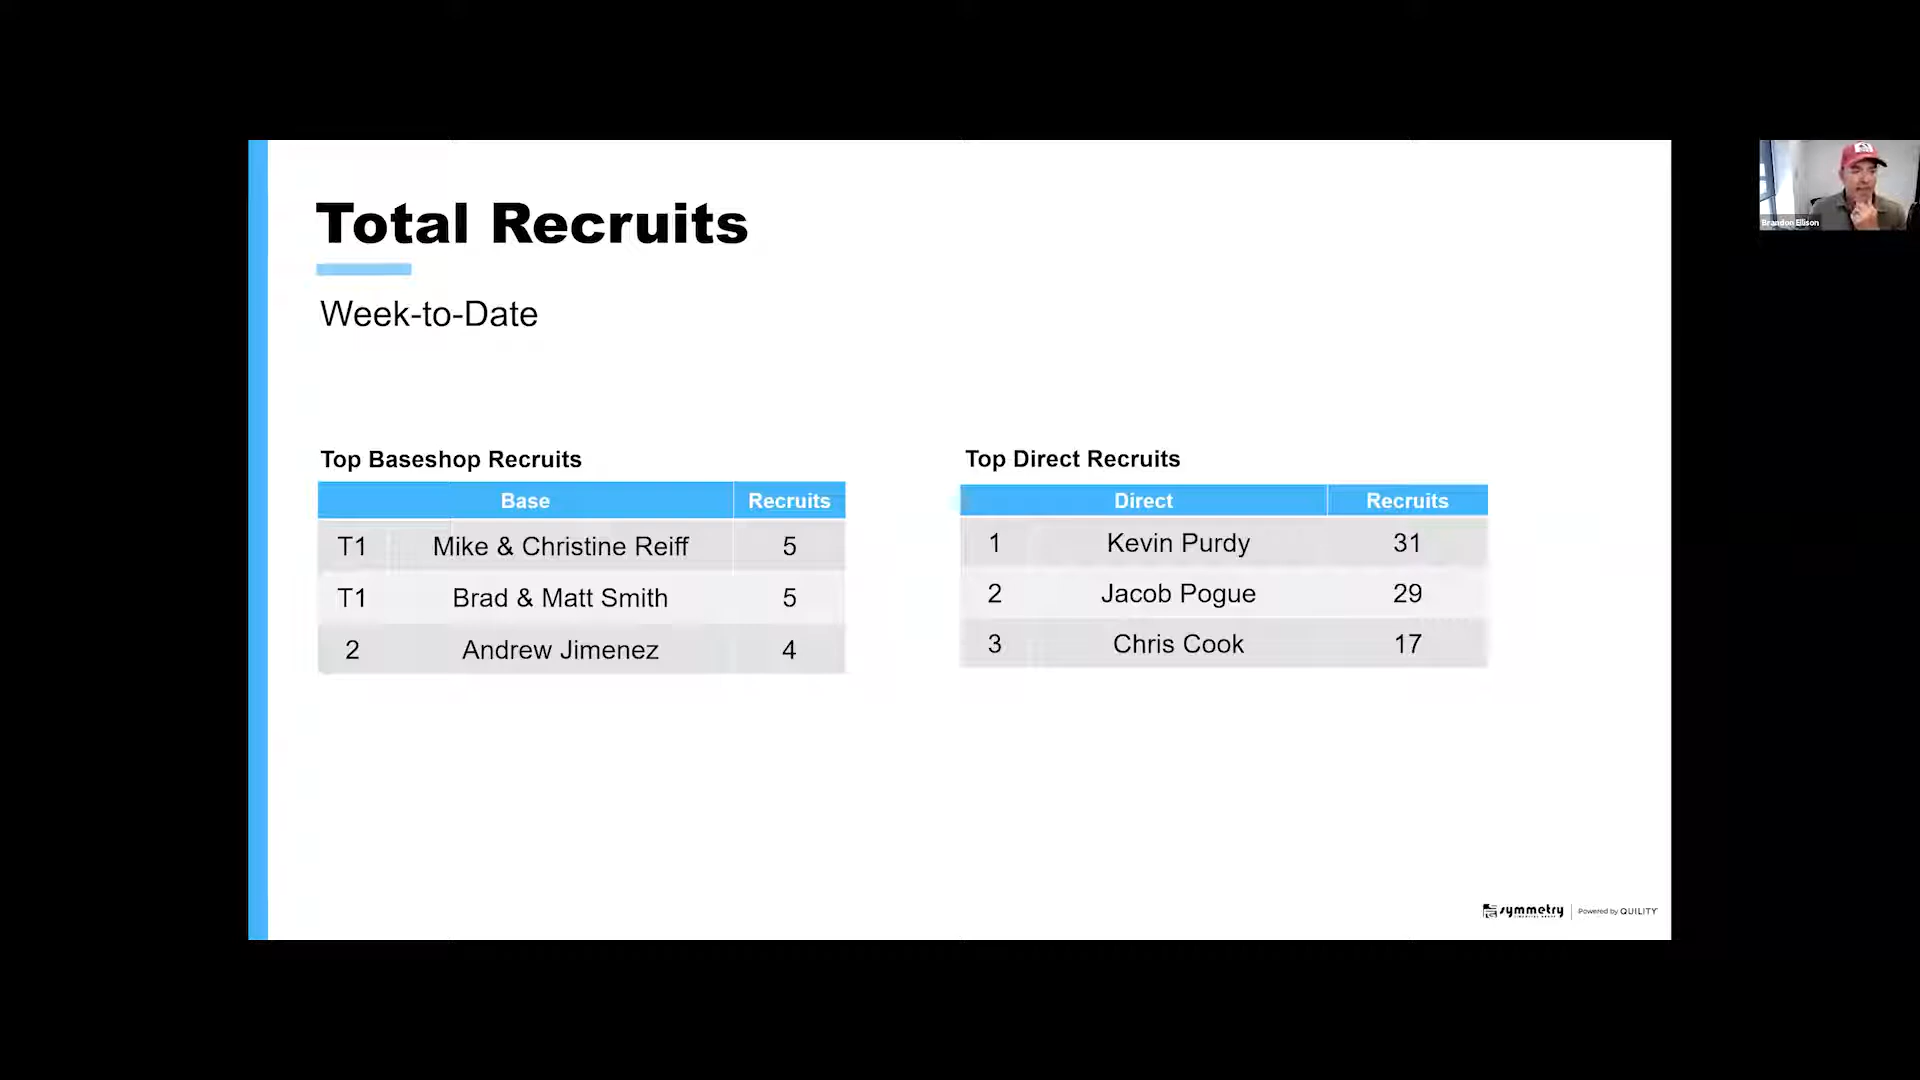 Total Recruits
Week-to-Date
Top Baseshop Recruits
Base Recruits
T1 Mike & Christine Reiff 5
T1 Brad & Matt Smith 5
2 Andrew Jimenez 4
Top Direct Recruits
Direct Recruits
1 Kevin Purdy 31
2 Jacob Pogue 29
3 Chris Cook 17
symmetry
Powered by QUILITY
Brandon Ellison